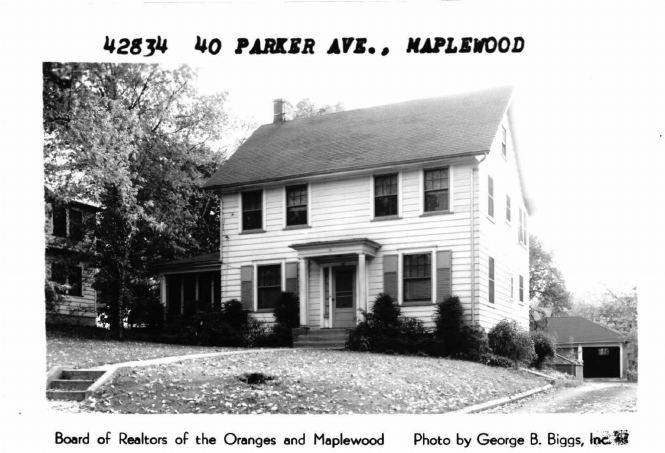 42834 40 PARKER AVE., MAPLEWOOD
Board of Realtors of the Oranges and Maplewood Photo by George B. Biggs, Inc.